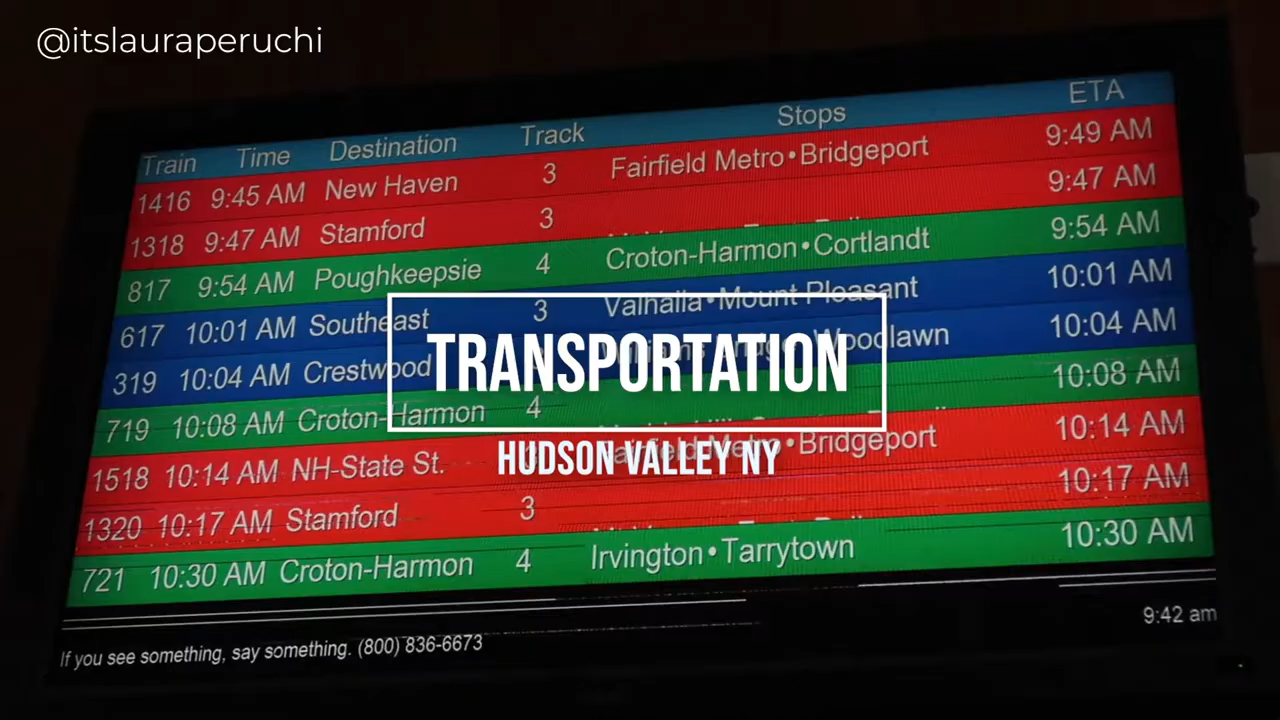 @itslauraperuchi
Train Time Destination Track Stops ETA
1416 9:45 AM New Haven 3 Fairfield Metro•Bridgeport 9:49 AM
1318 9:47 AM Stamford 3 9:47 AM
817 9:54 AM Poughkeepsie 4 Croton-Harmon•Cortlandt 9:54 AM
617 10:01 AM Southeast 3 Valhalla•Mount Pleasant 10:01 AM
319 10:04 AM Crestwood Woodlawn 10:04 AM
TRANSPORTATION
719 10:08 AM Croton-Harmon 4 10:08 AM
1518 10:14 AM NH-State St. Fairfield Metro•Bridgeport 10:14 AM
HUDSON VALLEY NY
1320 10:17 AM Stamford 3 10:17 AM
721 10:30 AM Croton-Harmon 4 Irvington•Tarrytown 10:30 AM
9:42 am
If you see something, say something. (800) 836-6673